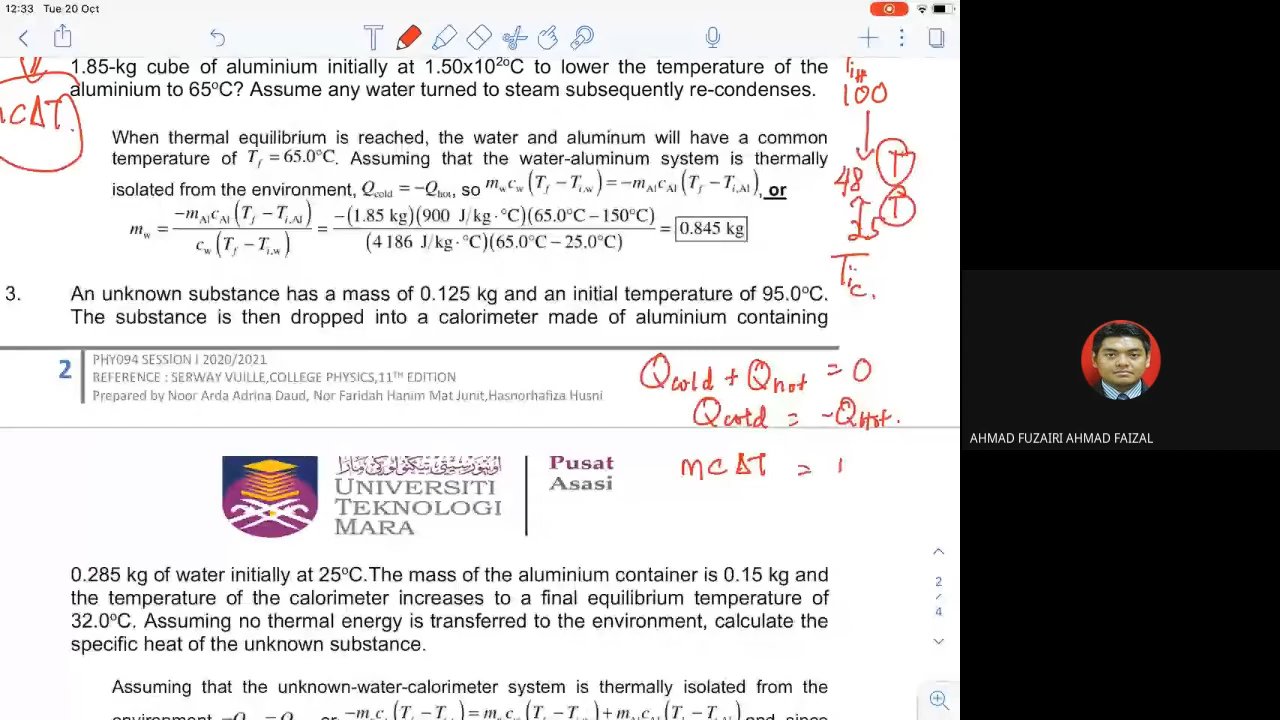 12:33 Tue 20 Oct
1.85-kg cube of aluminium initially at 1.50x10²⁰C to lower the temperature of the
aluminium to 65ºC? Assume any water turned to steam subsequently re-condenses.
mCΔT.
When thermal equilibrium is reached, the water and aluminum will have a common
temperature of T_f = 65.0°C. Assuming that the water-aluminum system is thermally
isolated from the environment, Q_cold = −Q_hot, so m_w c_w (T_f − T_i,w) = −m_Al c_Al (T_f − T_i,Al), or
m_w = −m_Al c_Al (T_f − T_i,Al) / c_w (T_f − T_i,w) = −(1.85 kg)(900 J/kg·°C)(65.0°C − 150°C) / (4 186 J/kg·°C)(65.0°C − 25.0°C) = 0.845 kg
T_iH
100
48 T
25 T
T_ic.
3. An unknown substance has a mass of 0.125 kg and an initial temperature of 95.0ºC.
The substance is then dropped into a calorimeter made of aluminium containing
2
PHY094 SESSION I 2020/2021
REFERENCE : SERWAY VUILLE,COLLEGE PHYSICS,11TH EDITION
Prepared by Noor Arda Adrina Daud, Nor Faridah Hanim Mat Junit,Hasnorhafiza Husni
Q_cold + Q_Hot = 0
Q_cold = −Q_Hot.
mCΔT = 1
UNIVERSITI
TEKNOLOGI
MARA
Pusat
Asasi
0.285 kg of water initially at 25ºC.The mass of the aluminium container is 0.15 kg and
the temperature of the calorimeter increases to a final equilibrium temperature of
32.0ºC. Assuming no thermal energy is transferred to the environment, calculate the
specific heat of the unknown substance.
Assuming that the unknown-water-calorimeter system is thermally isolated from the
2
4
AHMAD FUZAIRI AHMAD FAIZAL